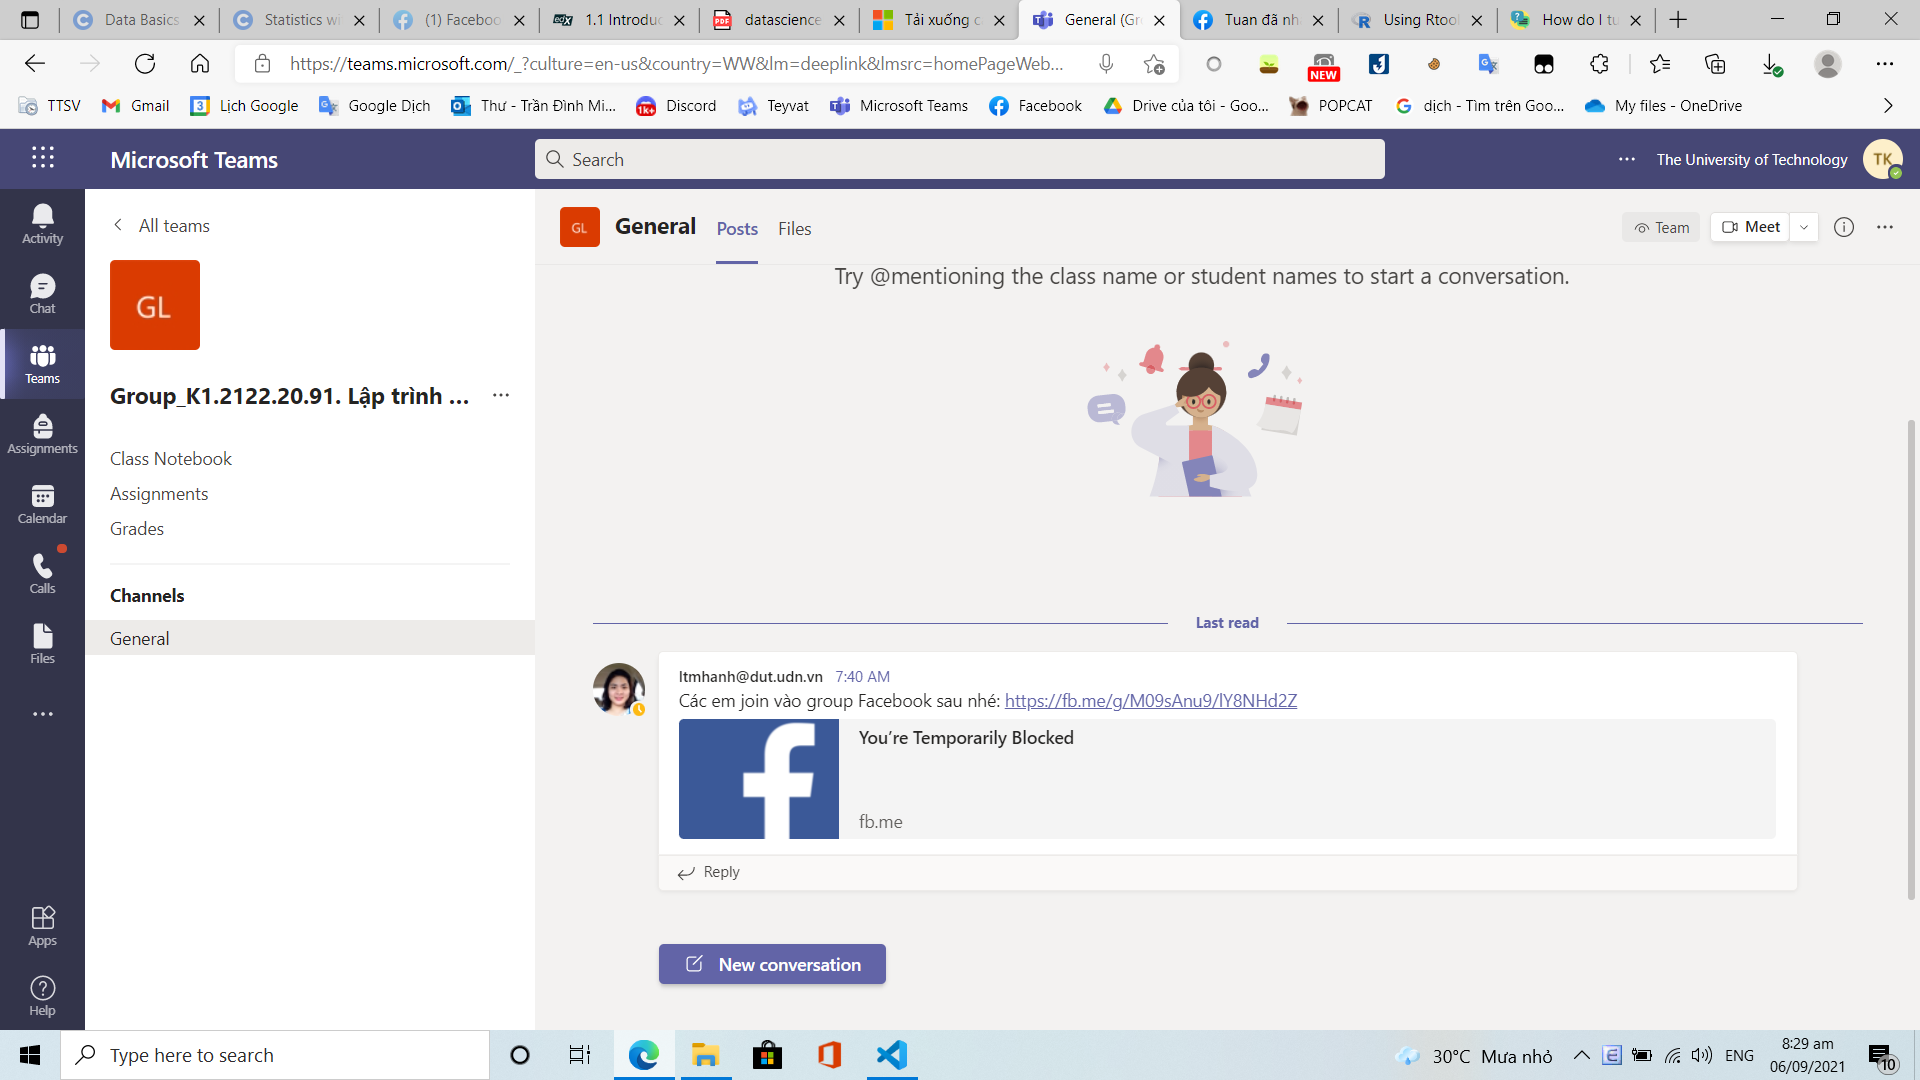 Data Basics
Statistics wi
(1) Faceboo
1.1 Introduc
datascience
Tải xuống c
General (Gr
Tuan đã nh
Using Rtool
How do I tu
https://teams.microsoft.com/_?culture=en-us&country=WW&lm=deeplink&lmsrc=homePageWeb...
NEW
TTSV
Gmail
Lịch Google
Google Dịch
Thư - Trần Đình Mi...
1k+
Discord
Teyvat
Microsoft Teams
Facebook
Drive của tôi - Goo...
POPCAT
dịch - Tìm trên Goo...
My files - OneDrive
Microsoft Teams
Search
The University of Technology
TK
Activity
Chat
Teams
Assignments
Calendar
Calls
Files
Apps
Help
All teams
GL
Group_K1.2122.20.91. Lập trình ...
Class Notebook
Assignments
Grades
Channels
General
GL
General
Posts
Files
Team
Meet
Try @mentioning the class name or student names to start a conversation.
Last read
ltmhanh@dut.udn.vn 7:40 AM
Các em join vào group Facebook sau nhé: https://fb.me/g/M09sAnu9/lY8NHd2Z
You're Temporarily Blocked
fb.me
Reply
New conversation
Type here to search
30°C Mưa nhỏ
ENG
8:29 am
06/09/2021
10